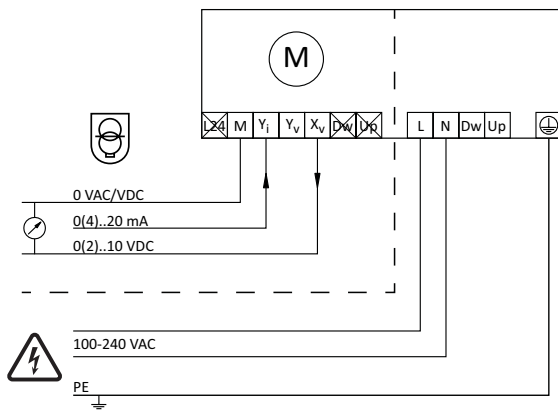 M
L24 M Yi Yv Xv Dw Up L N Dw Up
0 VAC/VDC
0(4)..20 mA
0(2)..10 VDC
100-240 VAC
PE